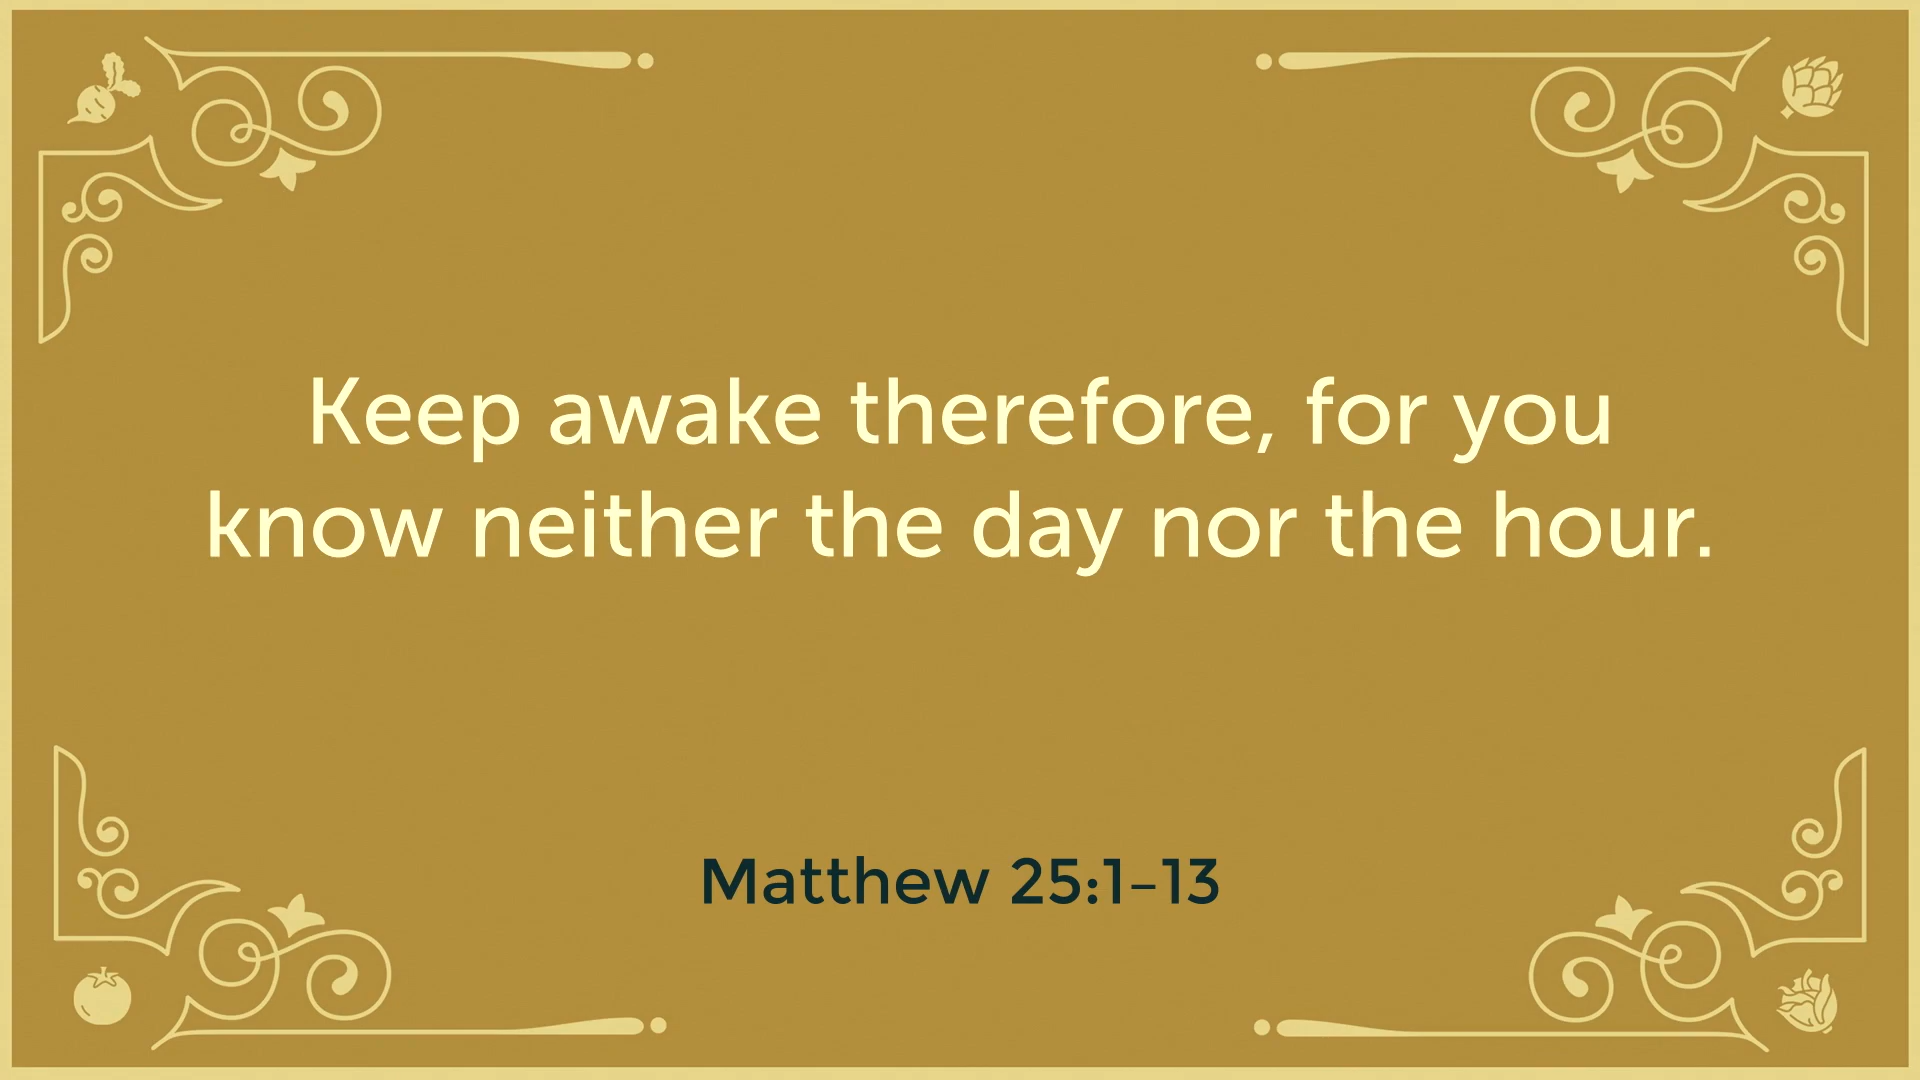 Keep awake therefore, for you
know neither the day nor the hour.
Matthew 25:1–13